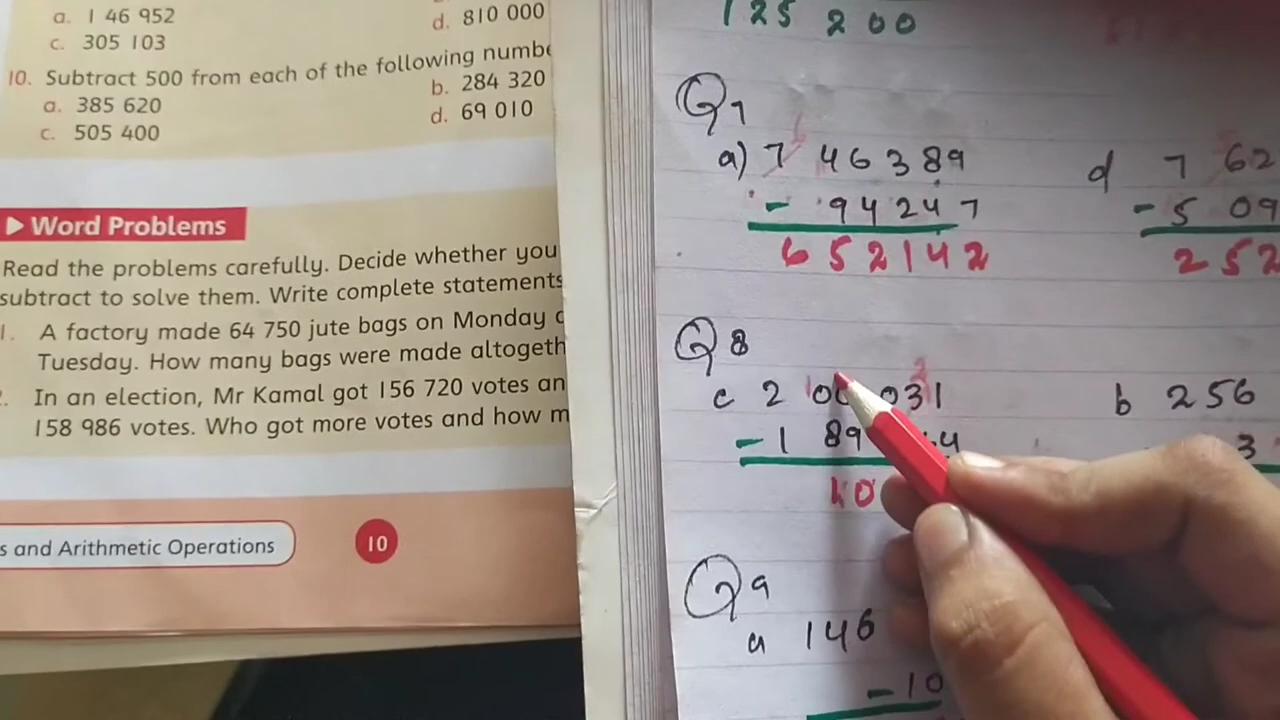 a. 1 46 952
d. 810 000
c. 305 103
10. Subtract 500 from each of the following numbe
a. 385 620
b. 284 320
c. 505 400
d. 69 010
Word Problems
Read the problems carefully. Decide whether you
subtract to solve them. Write complete statements
1. A factory made 64 750 jute bags on Monday
Tuesday. How many bags were made altogeth
2. In an election, Mr Kamal got 156 720 votes an
158 986 votes. Who got more votes and how m
s and Arithmetic Operations
10
125 200
Q7
a) 7 46389
- 94247
652142
d 7 62
- 5 09
2 52
Q8
c 2 00 031
- 1 89 4
10
b 256
3
Q9
a 146
- 10